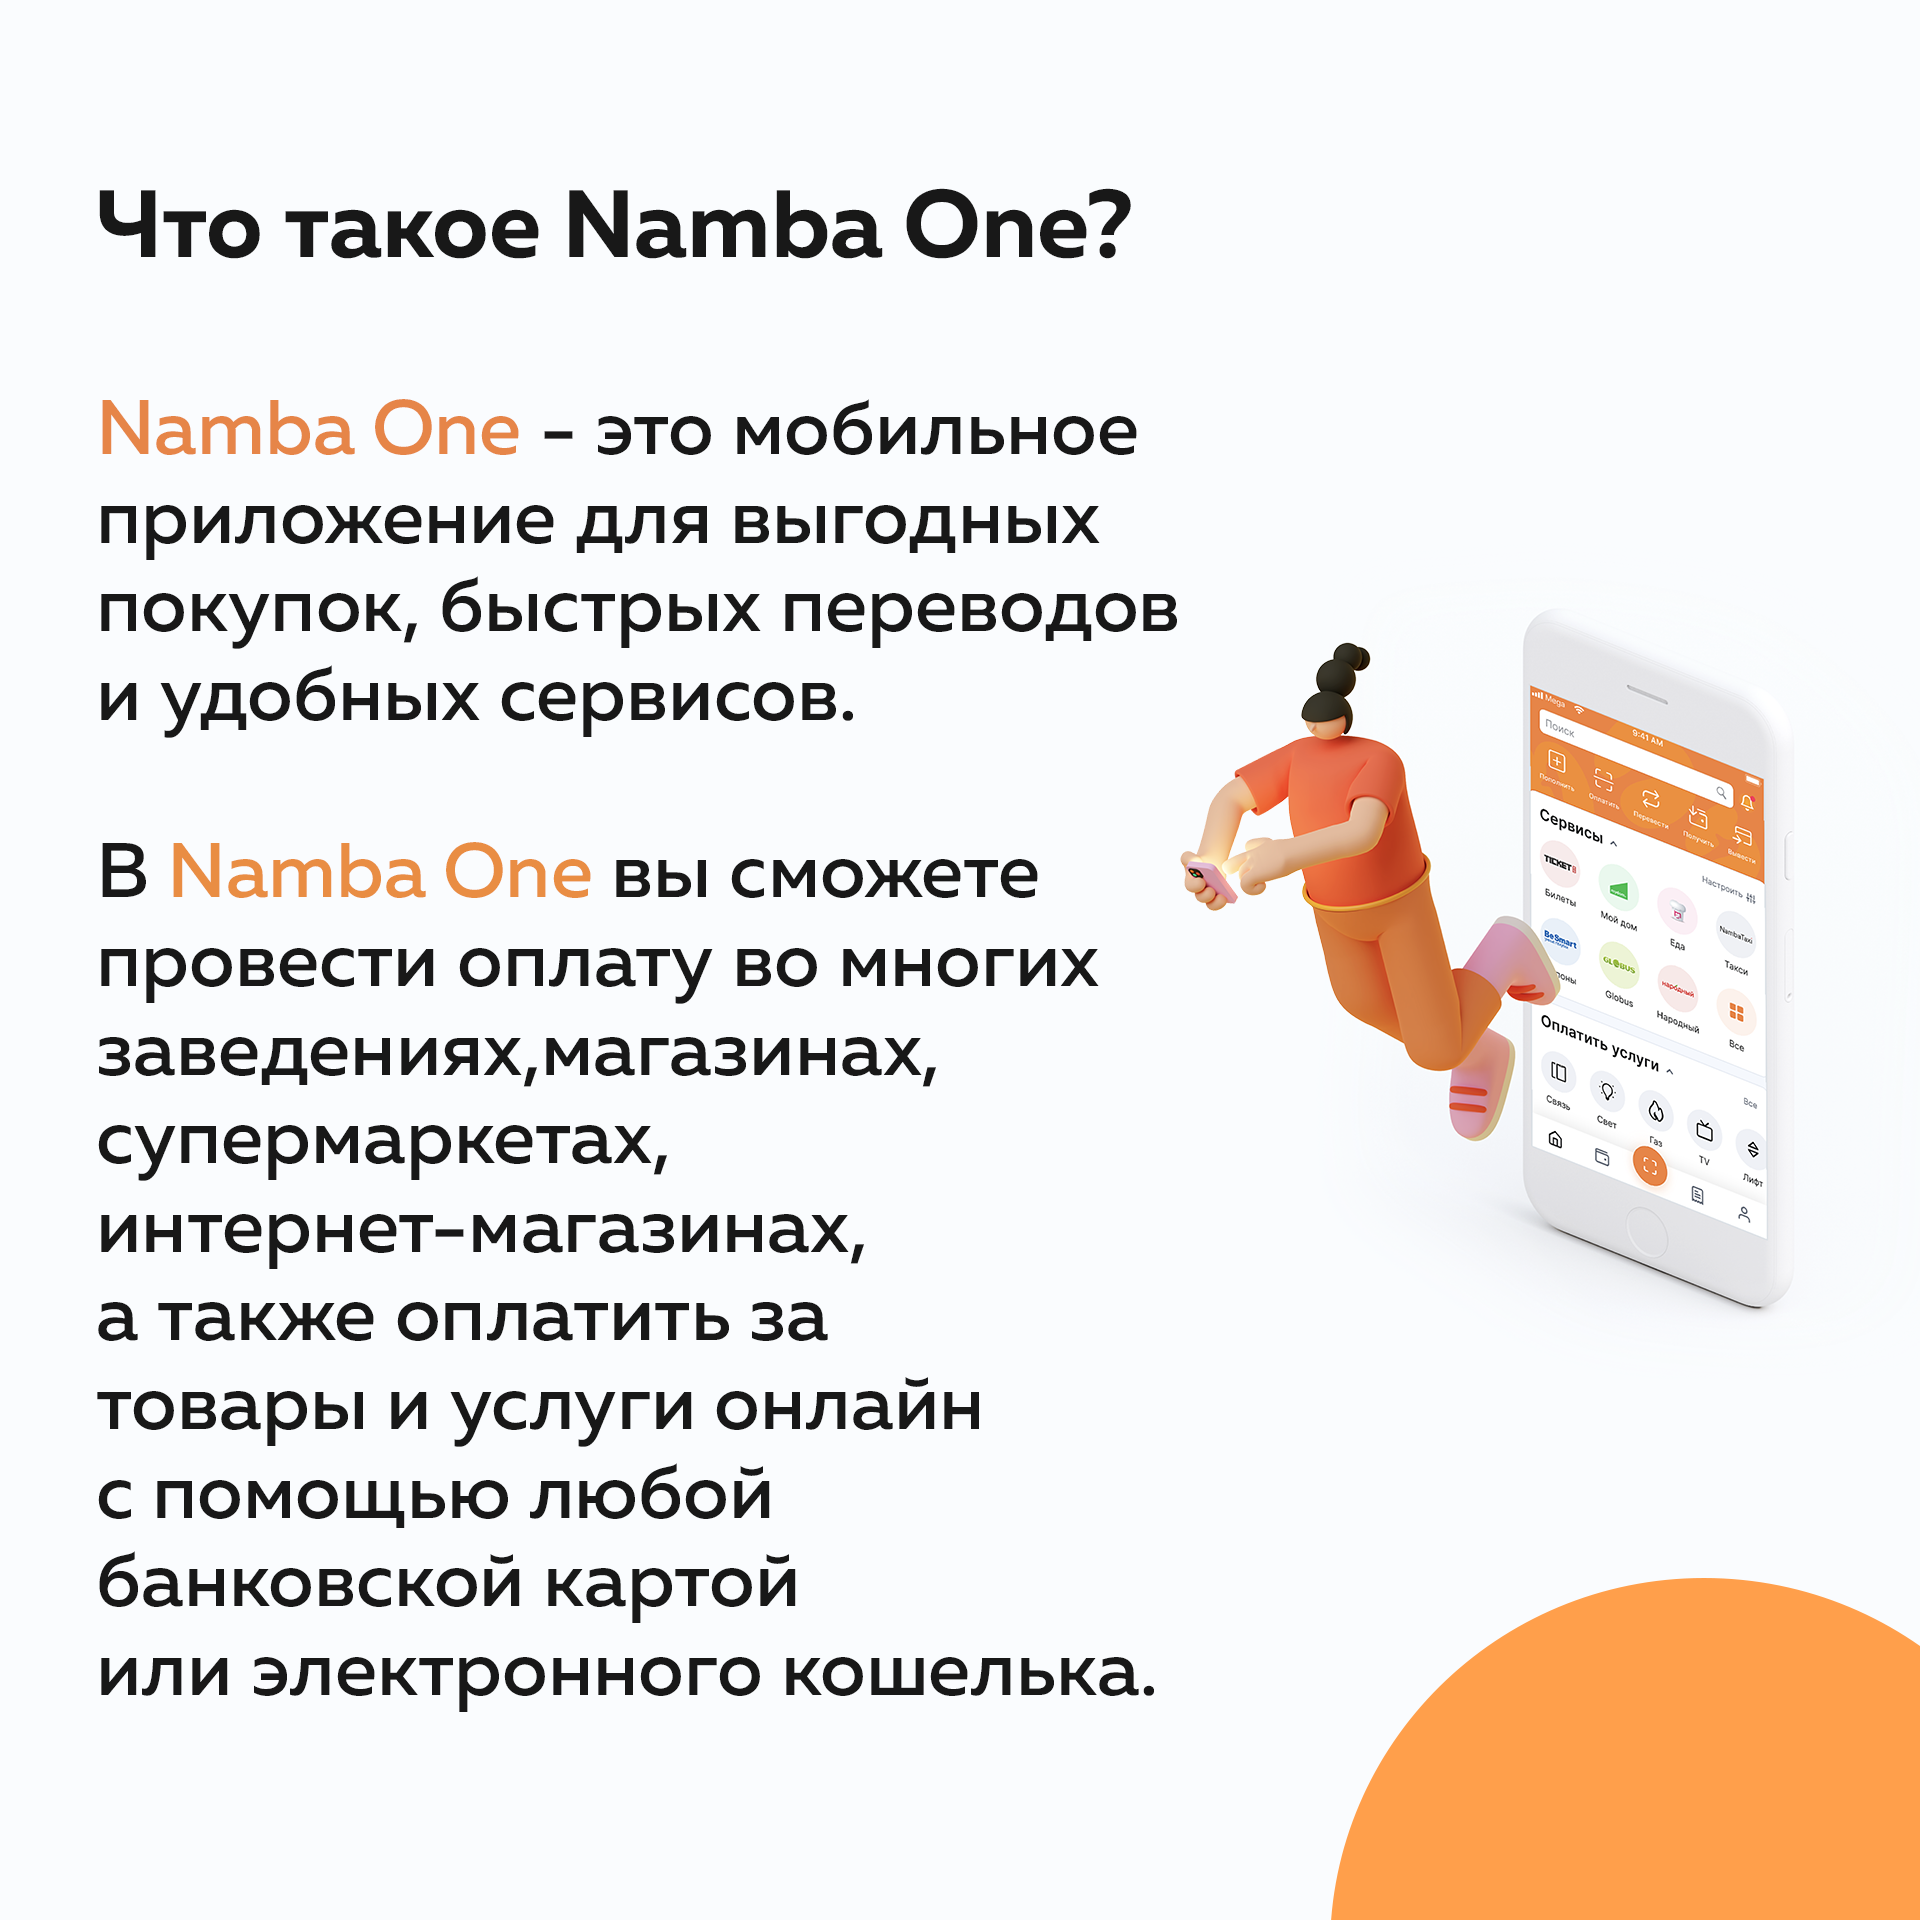 Что такое Namba One?
Namba One - это мобильное
приложение для выгодных
покупок, быстрых переводов
и удобных сервисов.
В Namba One вы сможете
провести оплату во многих
заведениях,магазинах,
супермаркетах,
интернет-магазинах,
а также оплатить за
товары и услуги онлайн
с помощью любой
банковской картой
или электронного кошелька.
Mega
9:41 AM
Поиск
Пополнить
Оплатить
Перевести
Получить
Вывести
Сервисы
Настроить
TICKET
NambaTaxi
Билеты
Мой дом
Еда
Такси
BeSmart
GLOBUS
народный
Globus
Народный
Все
Оплатить услуги
Все
Связь
Свет
Газ
TV
Лифт